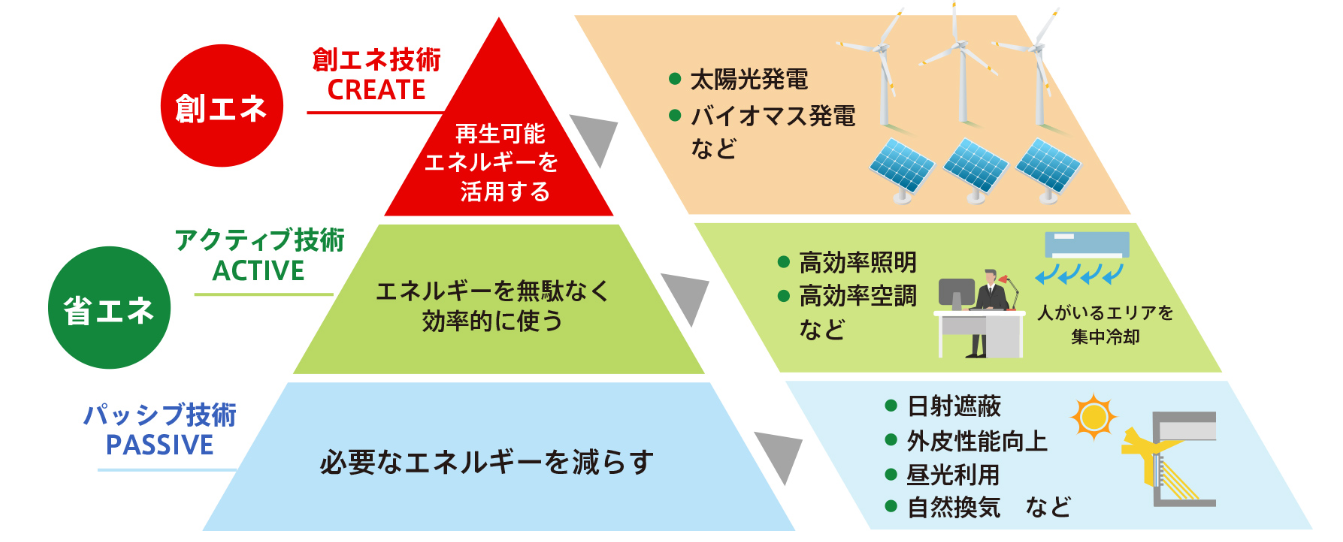 創エネ
創エネ技術
CREATE
再生可能
エネルギーを
活用する
太陽光発電
バイオマス発電
など
省エネ
アクティブ技術
ACTIVE
エネルギーを無駄なく
効率的に使う
高効率照明
高効率空調
など
人がいるエリアを
集中冷却
パッシブ技術
PASSIVE
必要なエネルギーを減らす
日射遮蔽
外皮性能向上
昼光利用
自然換気　など